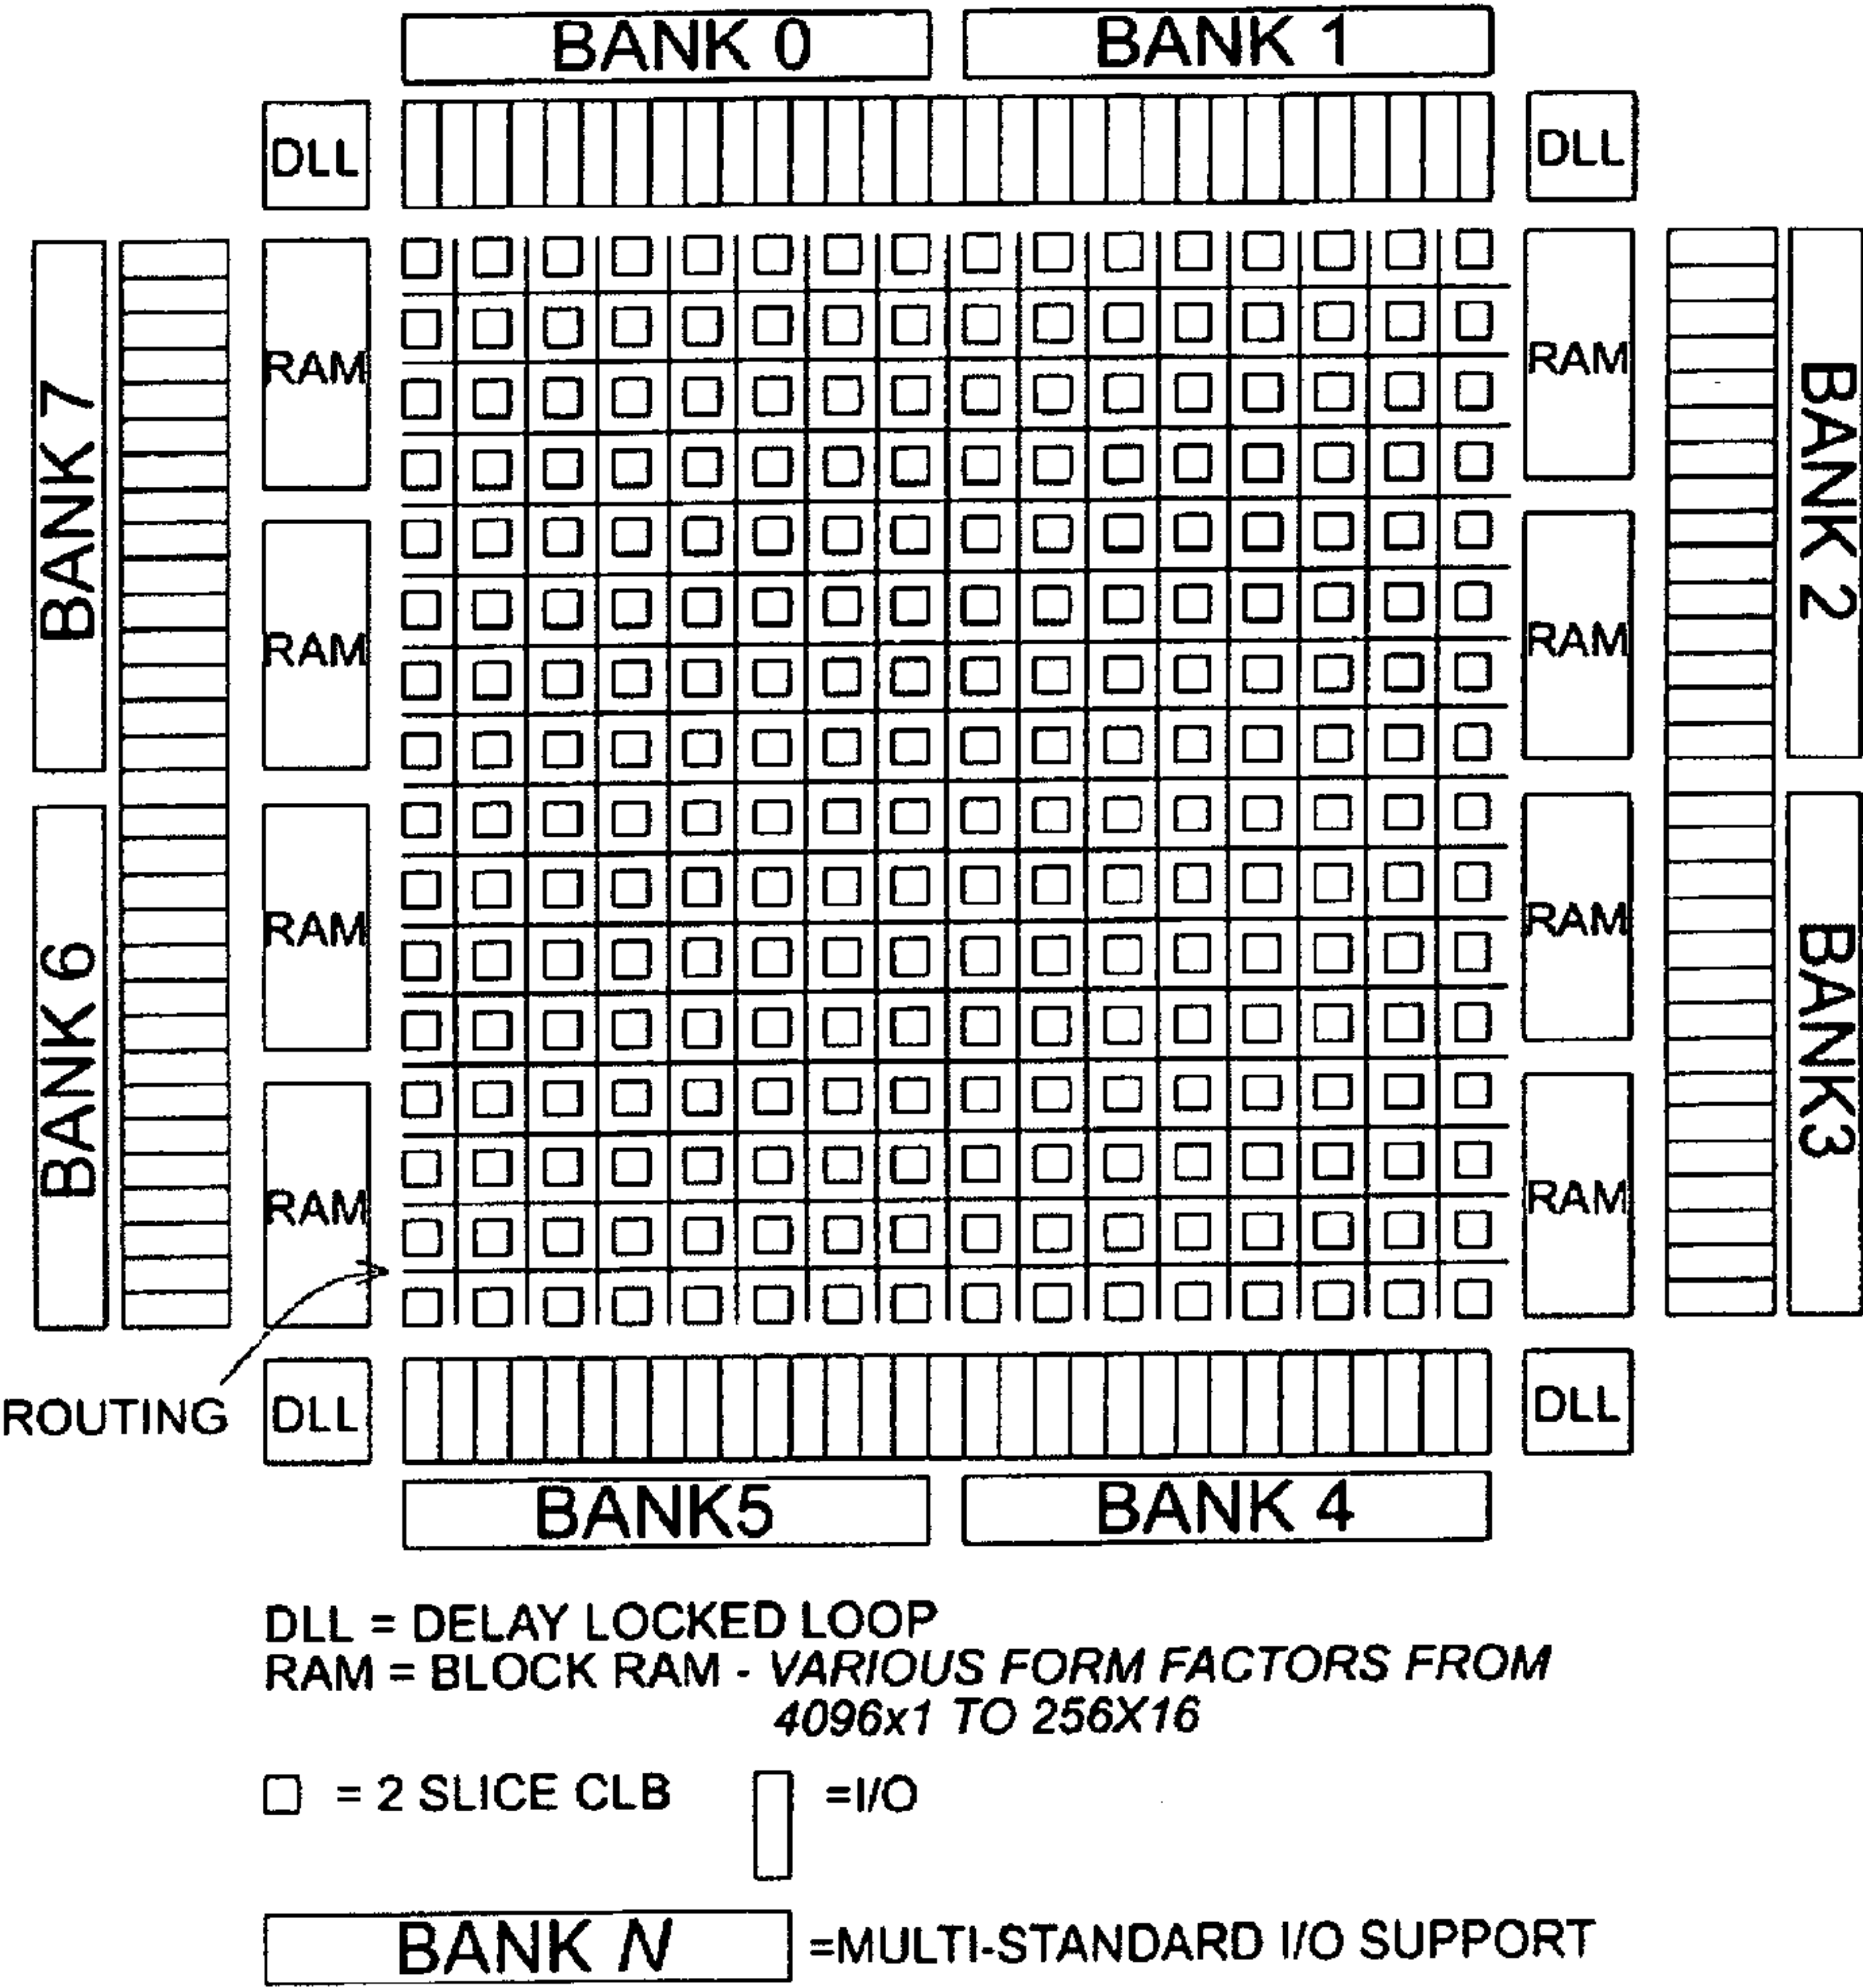 BANK 0
BANK 1
DLL
DLL
BANK 7
RAM
RAM
BANK 2
RAM
RAM
BANK 6
RAM
RAM
BANK3
RAM
RAM
ROUTING
DLL
DLL
BANK5
BANK 4
DLL = DELAY LOCKED LOOP
RAM = BLOCK RAM - VARIOUS FORM FACTORS FROM
4096x1 TO 256X16
= 2 SLICE CLB
=I/O
BANK N
=MULTI-STANDARD I/O SUPPORT